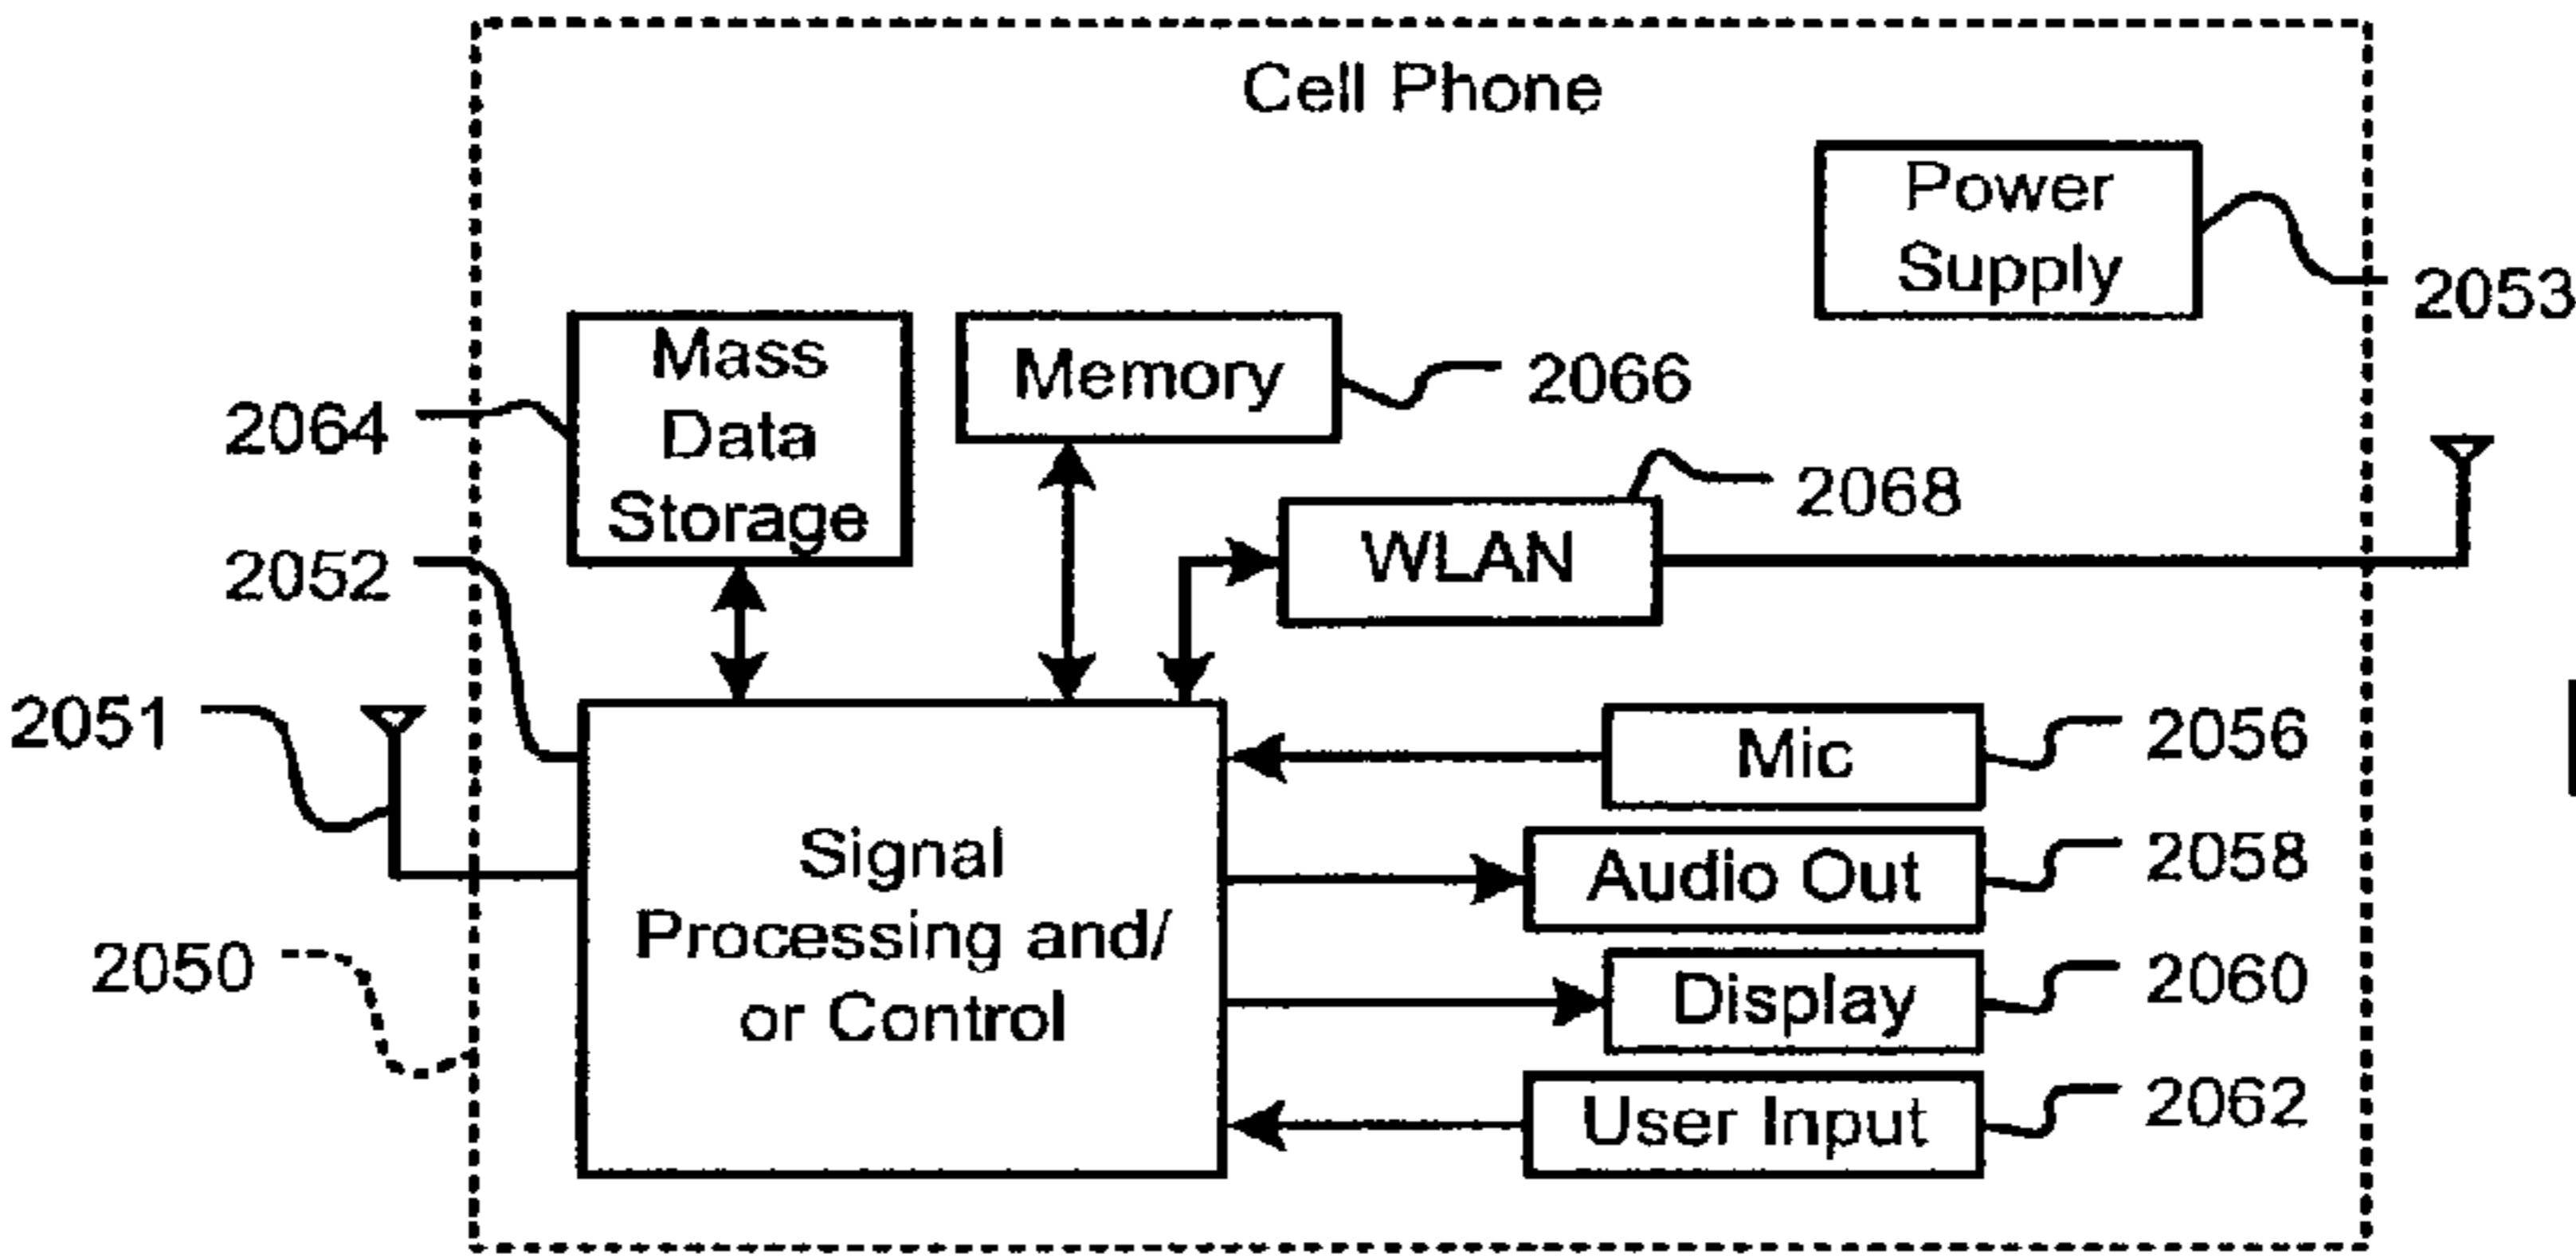 Cell Phone
Power
Supply
2053
Mass
Data
Storage
2064
Memory
2066
2068
WLAN
2052
2051
2050
Signal
Processing and/
or Control
Mic
2056
Audio Out
2058
Display
2060
User Input
2062